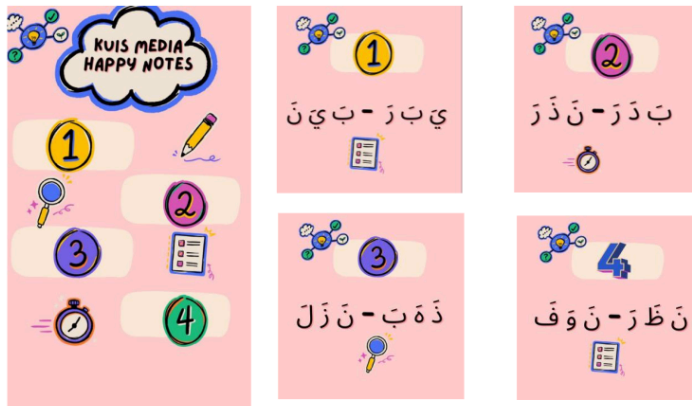 KUIS MEDIA
HAPPY NOTES
1
2
3
4
1
يَ بَ رَ - بَ يَ نَ
2
بَ دَ رَ - نَ ذَ رَ
3
ذَ هَ بَ - نَ زَ لَ
4
نَ ظَ رَ - نَ وَ فَ